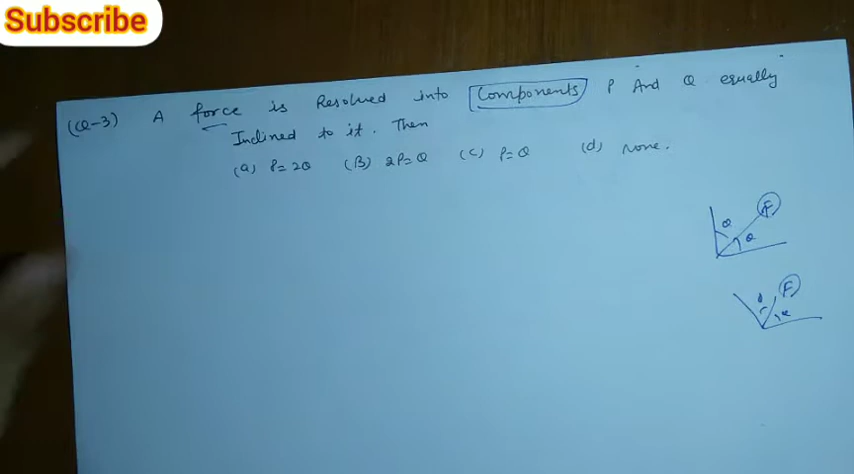 Subscribe
(Q-3) A force is Resolved into Components P And Q equally
Inclined to it. Then
(a) P=2Q (B) 2P=Q (c) P=Q (d) None.
F
θ
θ
F